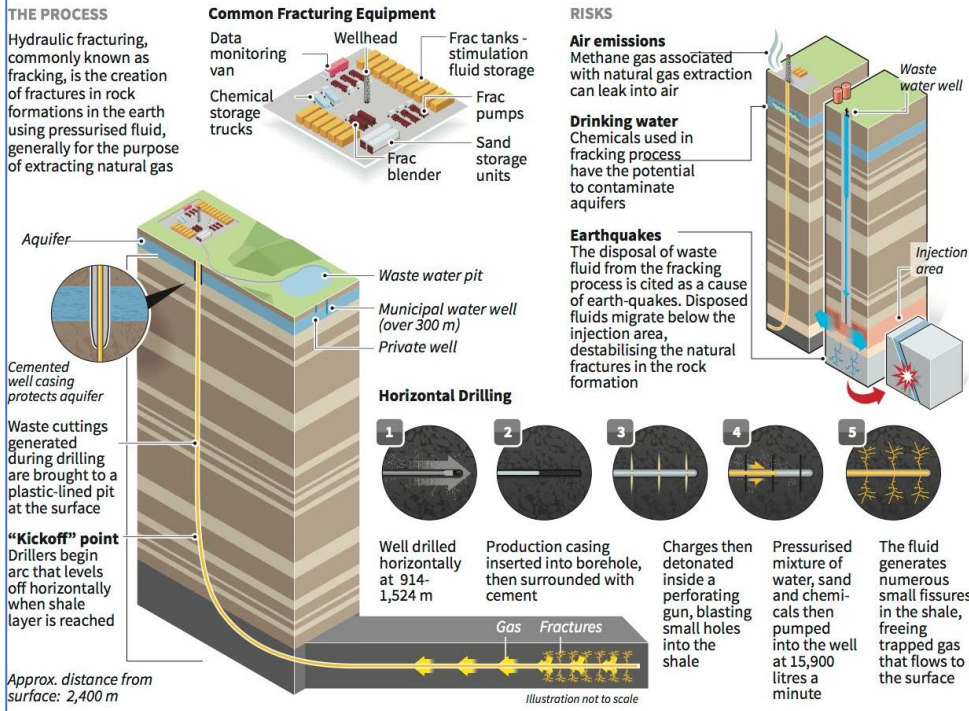 THE PROCESS
Hydraulic fracturing,
commonly known as
fracking, is the creation
of fractures in rock
formations in the earth
using pressurised fluid,
generally for the purpose
of extracting natural gas
Common Fracturing Equipment
Data
monitoring
van
Wellhead
Frac tanks -
stimulation
fluid storage
Chemical
storage
trucks
Frac
pumps
Frac
blender
Sand
storage
units
RISKS
Air emissions
Methane gas associated
with natural gas extraction
can leak into air
Waste
water well
Drinking water
Chemicals used in
fracking process
have the potential
to contaminate
aquifers
Earthquakes
The disposal of waste
fluid from the fracking
process is cited as a cause
of earth-quakes. Disposed
fluids migrate below the
injection area,
destabilising the natural
fractures in the rock
formation
Injection
area
Aquifer
Waste water pit
Municipal water well
(over 300 m)
Private well
Cemented
well casing
protects aquifer
Waste cuttings
generated
during drilling
are brought to a
plastic-lined pit
at the surface
"Kickoff" point
Drillers begin
arc that levels
off horizontally
when shale
layer is reached
Approx. distance from
surface: 2,400 m
Horizontal Drilling
1
2
3
4
5
Well drilled
horizontally
at 914-
1,524 m
Production casing
inserted into borehole,
then surrounded with
cement
Charges then
detonated
inside a
perforating
gun, blasting
small holes
into the
shale
Pressurised
mixture of
water, sand
and chemi-
cals then
pumped
into the well
at 15,900
litres a
minute
The fluid
generates
numerous
small fissures
in the shale,
freeing
trapped gas
that flows to
the surface
Gas
Fractures
Illustration not to scale